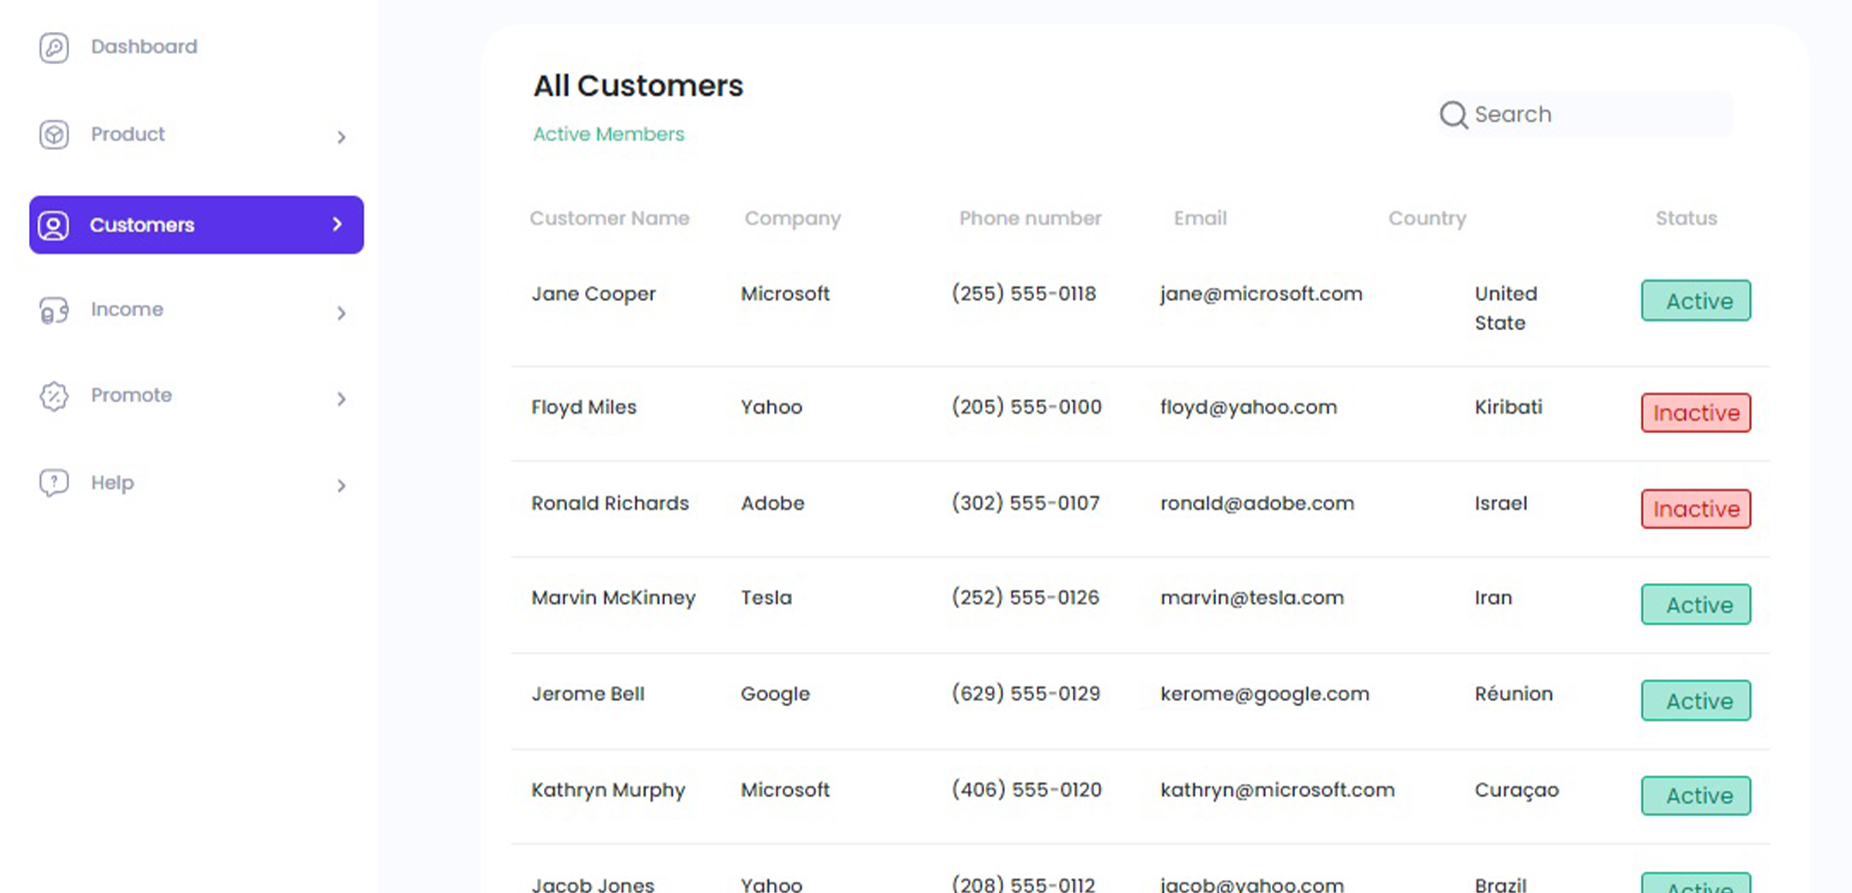 Dashboard
Product
Customers
Income
Promote
Help
All Customers
Active Members
Search
Customer Name Company Phone number Email Country Status
Jane Cooper Microsoft (255) 555-0118 jane@microsoft.com United State Active
Floyd Miles Yahoo (205) 555-0100 floyd@yahoo.com Kiribati Inactive
Ronald Richards Adobe (302) 555-0107 ronald@adobe.com Israel Inactive
Marvin McKinney Tesla (252) 555-0126 marvin@tesla.com Iran Active
Jerome Bell Google (629) 555-0129 kerome@google.com Réunion Active
Kathryn Murphy Microsoft (406) 555-0120 kathryn@microsoft.com Curaçao Active
Jacob Jones Yahoo (208) 555-0112 jacob@yahoo.com Brazil Active